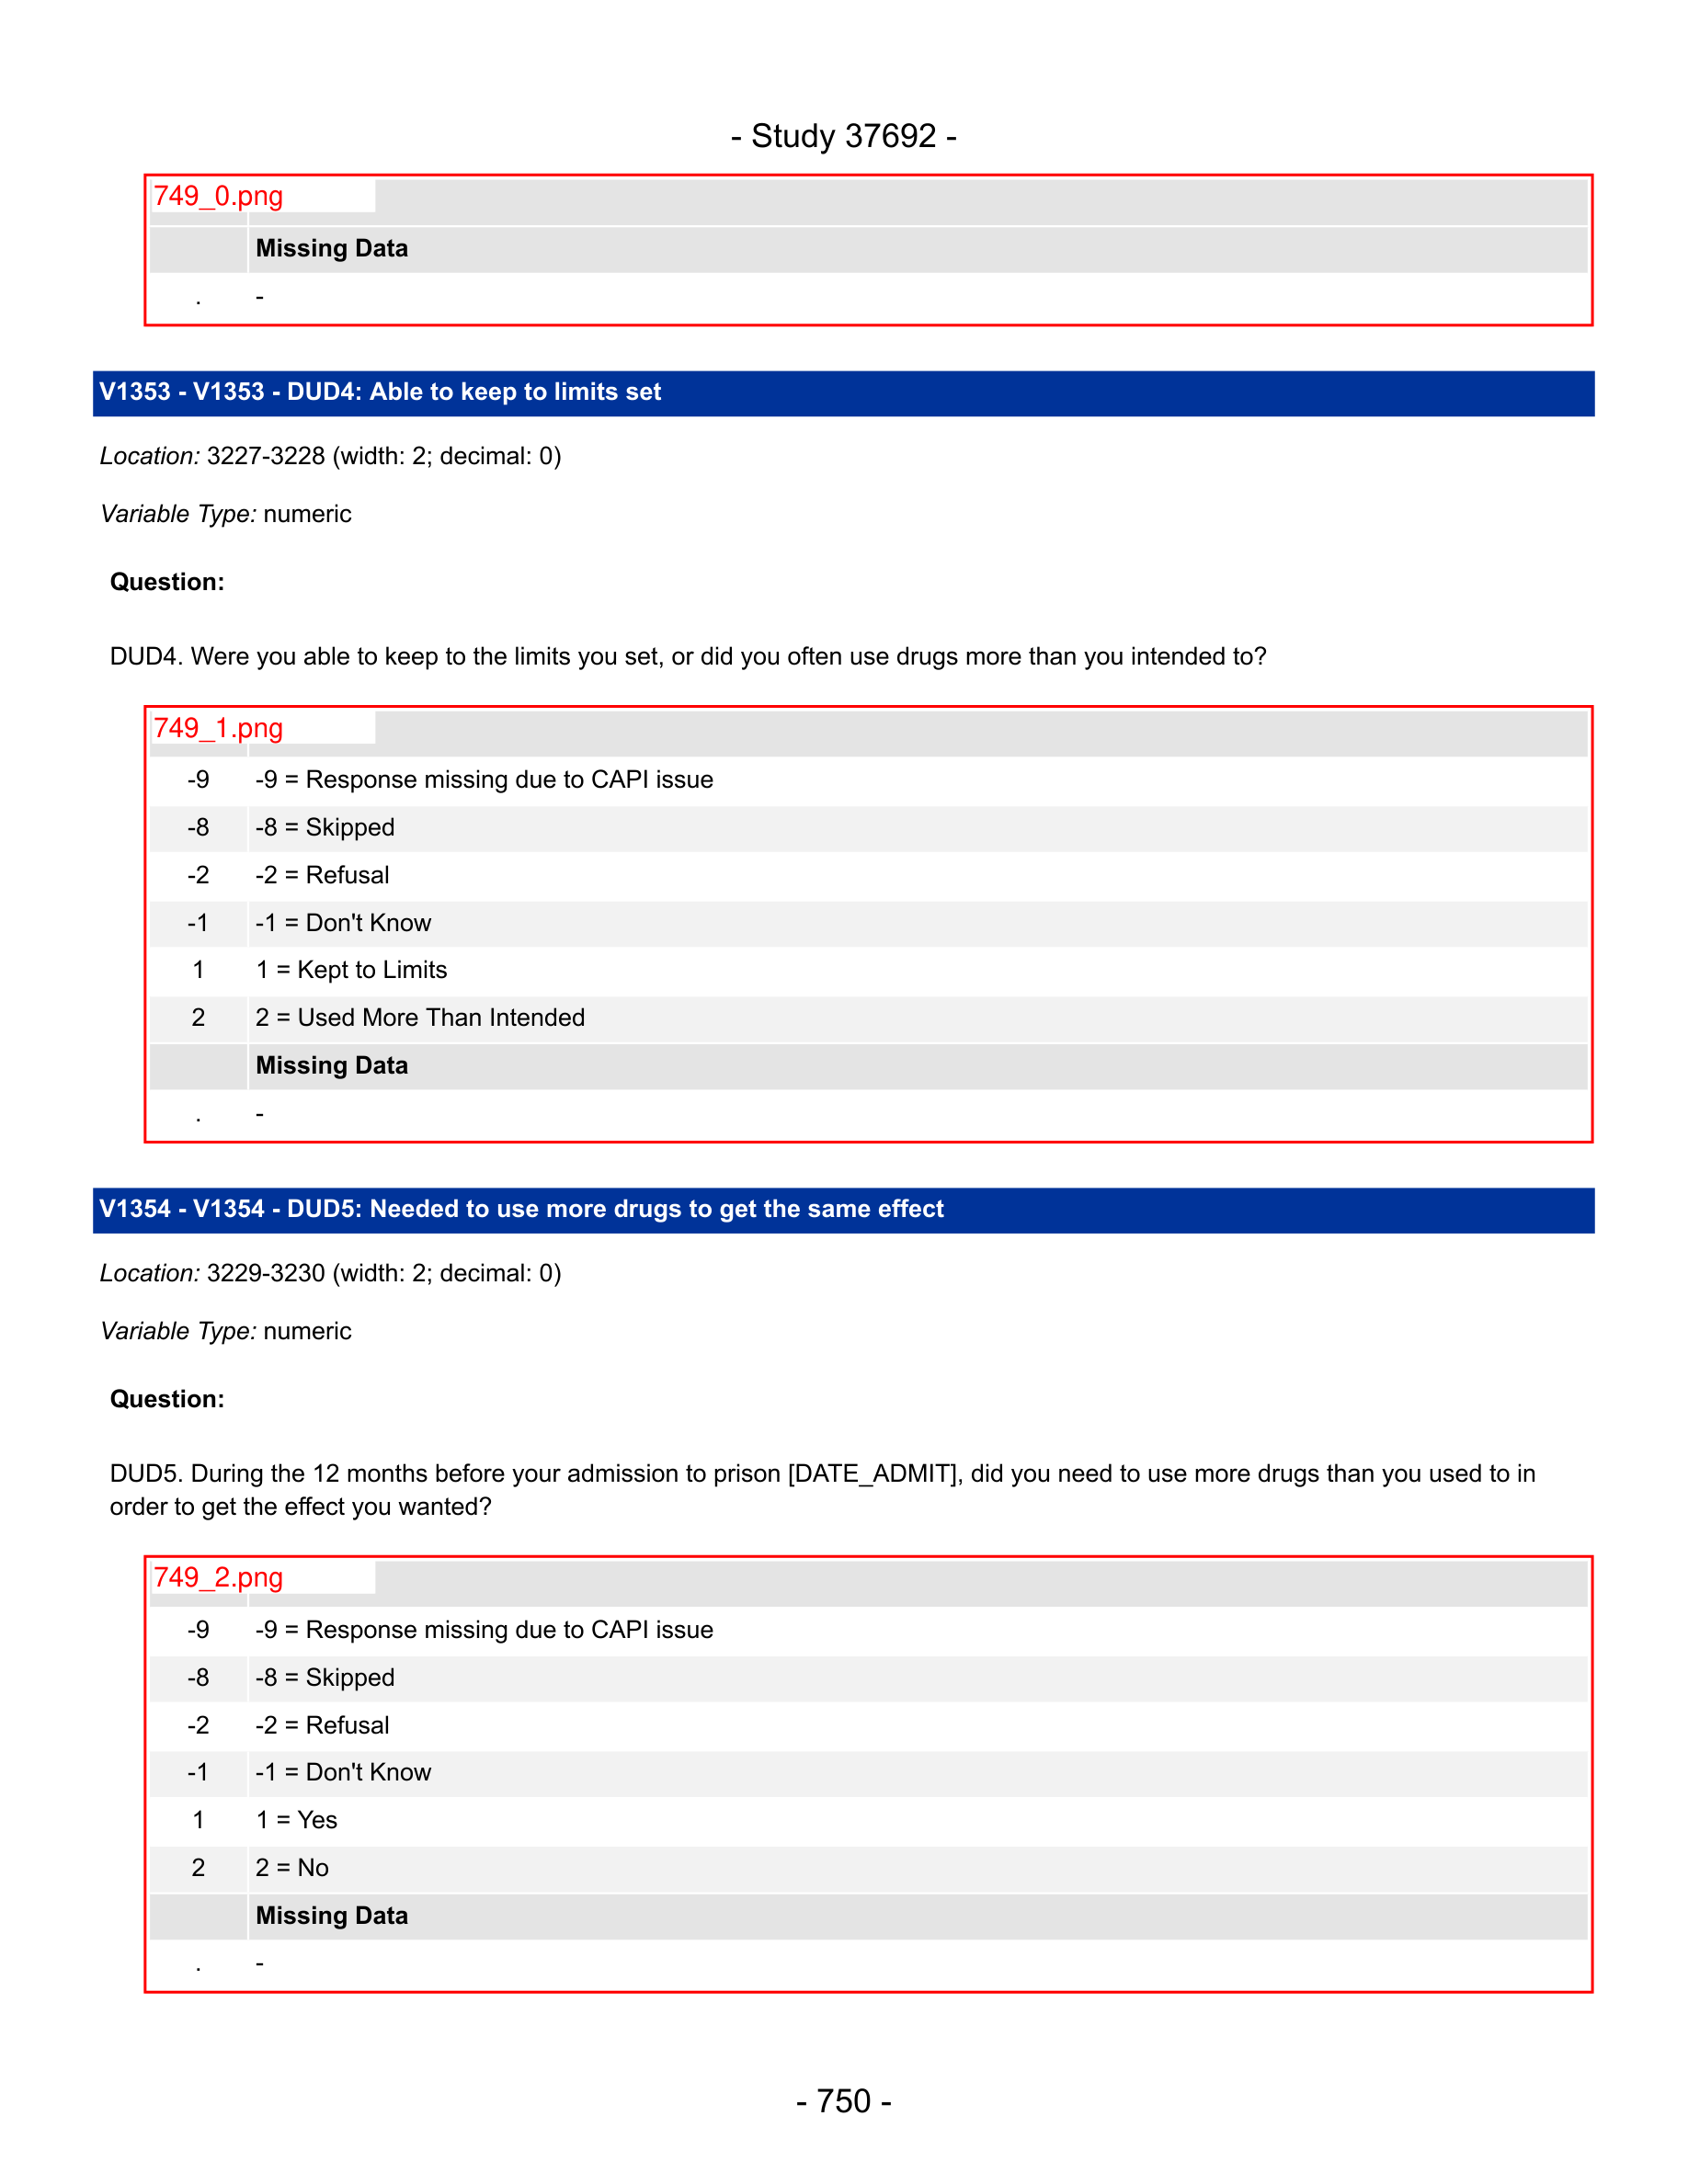 - Study 37692 -
749_0.png
Missing Data
. -
V1353 - V1353 - DUD4: Able to keep to limits set
Location: 3227-3228 (width: 2; decimal: 0)
Variable Type: numeric
Question:
DUD4. Were you able to keep to the limits you set, or did you often use drugs more than you intended to?
749_1.png
-9 -9 = Response missing due to CAPI issue
-8 -8 = Skipped
-2 -2 = Refusal
-1 -1 = Don't Know
1 1 = Kept to Limits
2 2 = Used More Than Intended
Missing Data
. -
V1354 - V1354 - DUD5: Needed to use more drugs to get the same effect
Location: 3229-3230 (width: 2; decimal: 0)
Variable Type: numeric
Question:
DUD5. During the 12 months before your admission to prison [DATE_ADMIT], did you need to use more drugs than you used to in
order to get the effect you wanted?
749_2.png
-9 -9 = Response missing due to CAPI issue
-8 -8 = Skipped
-2 -2 = Refusal
-1 -1 = Don't Know
1 1 = Yes
2 2 = No
Missing Data
. -
- 750 -